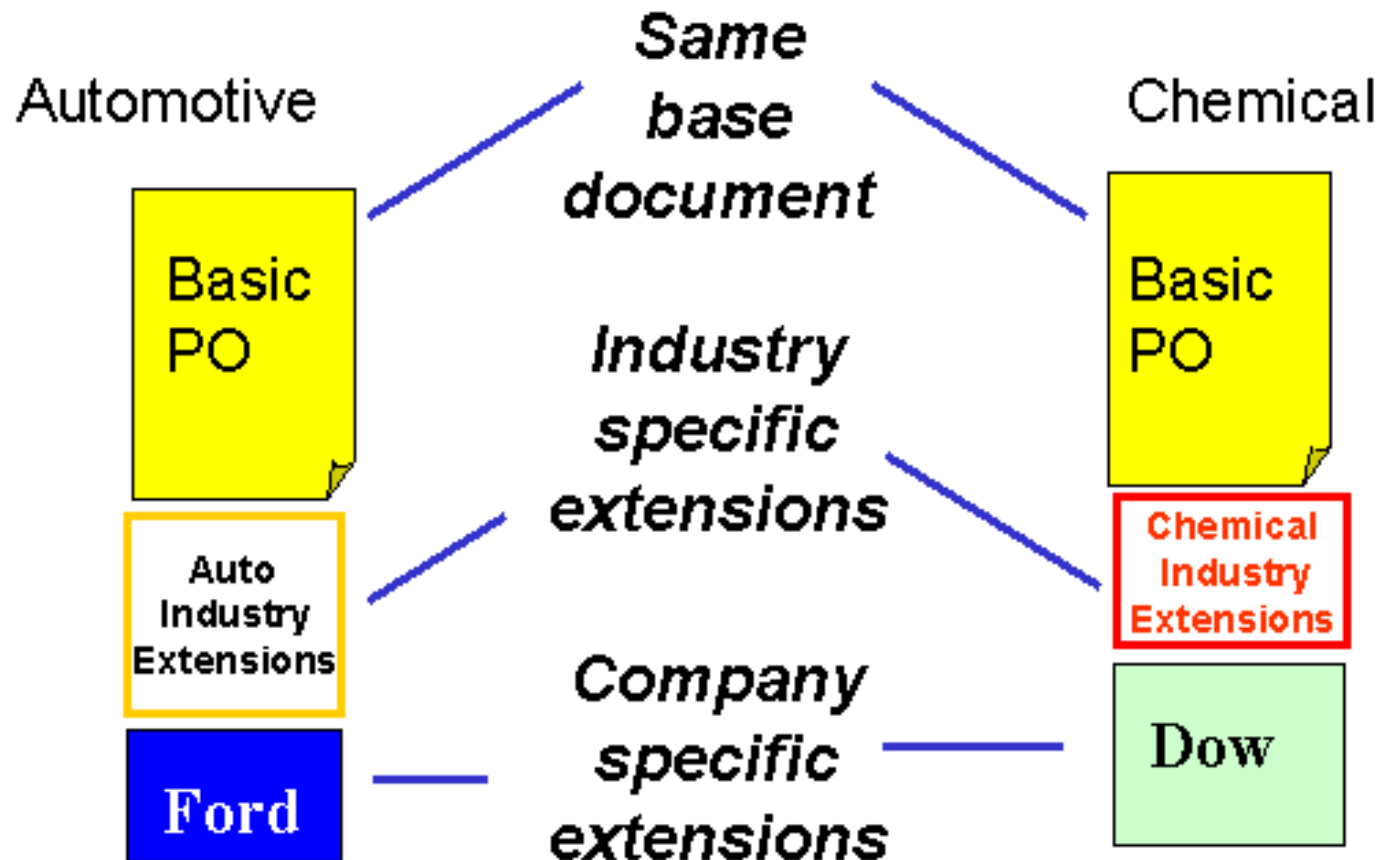 Same
base
document
Automotive
Chemical
Basic
PO
Basic
PO
Industry
specific
extensions
Auto
Industry
Extensions
Chemical
Industry
Extensions
Company
specific
extensions
Ford
Dow